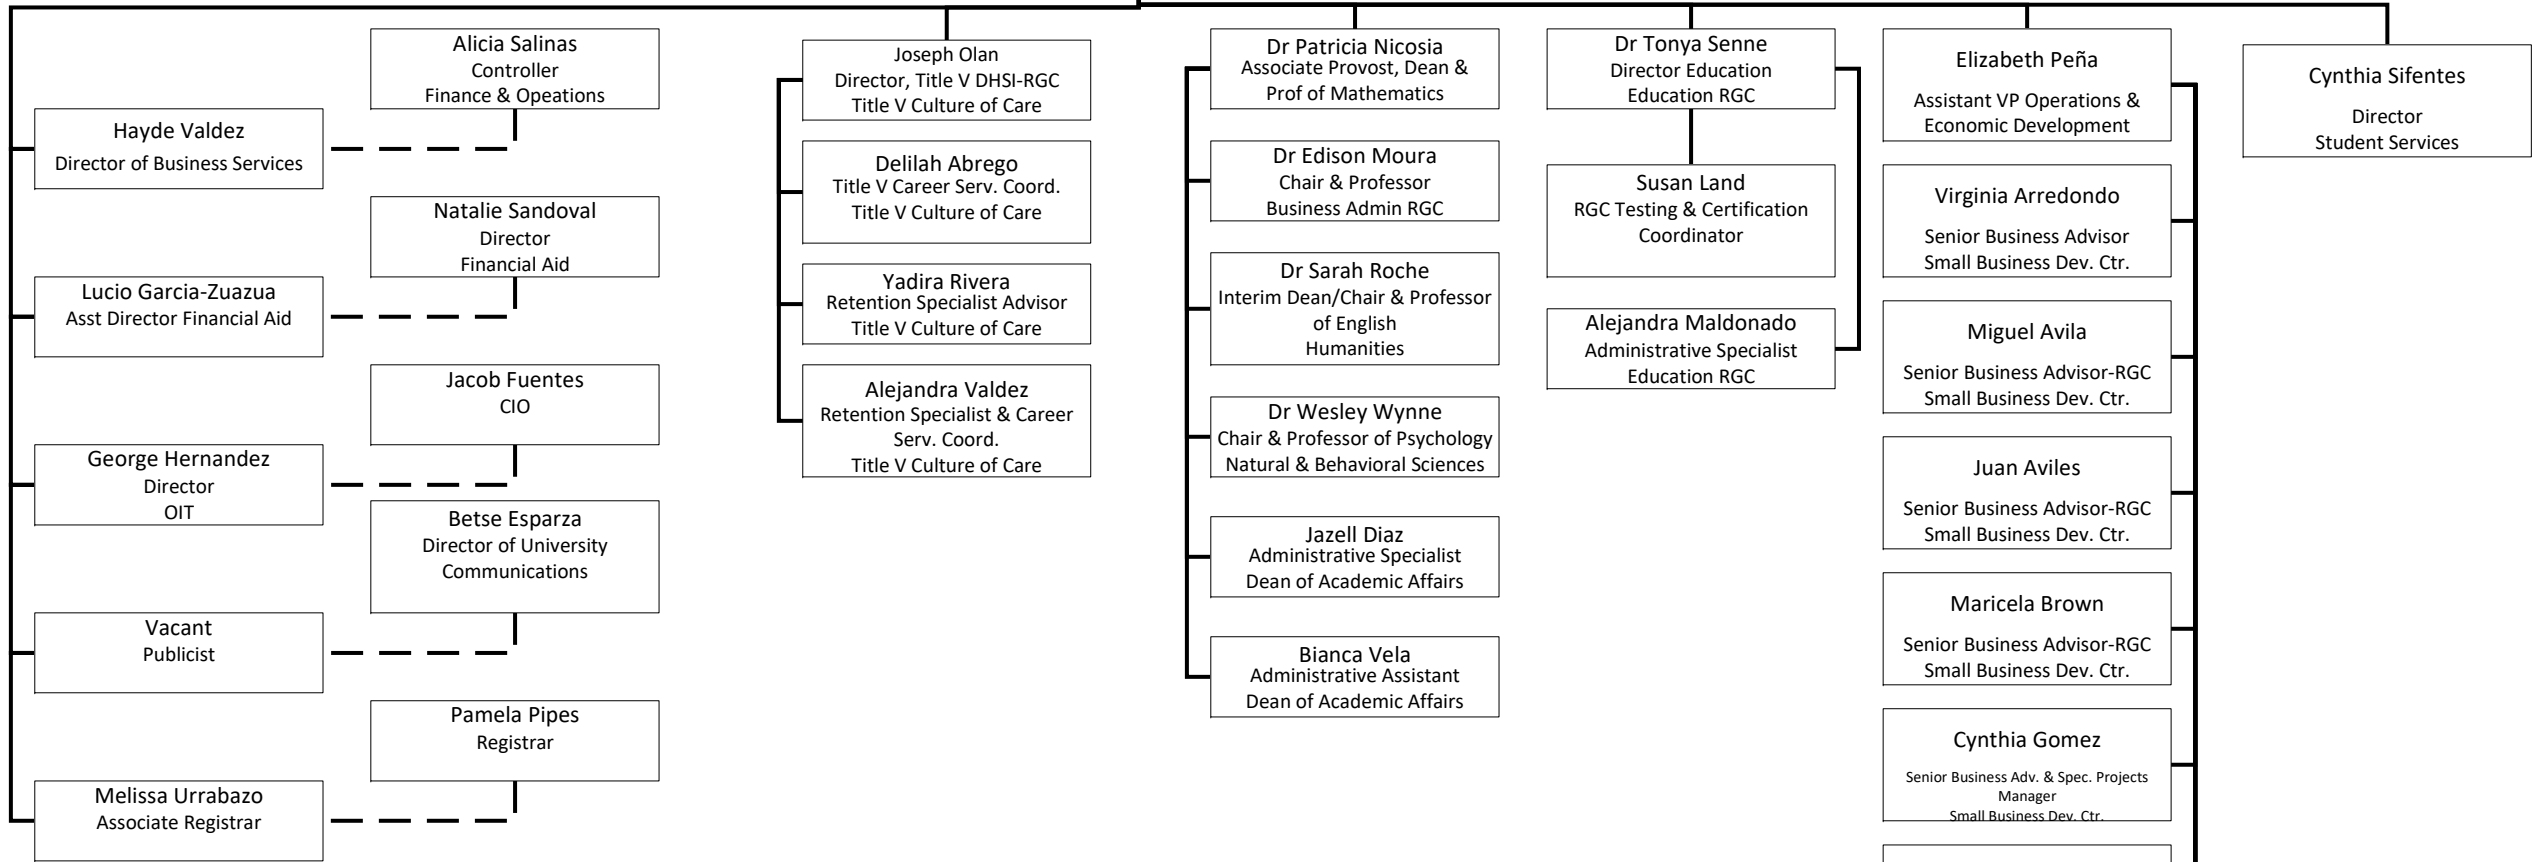 Alicia Salinas
Controller
Finance & Opeations
Hayde Valdez
Director of Business Services
Natalie Sandoval
Director
Financial Aid
Lucio Garcia-Zuazua
Asst Director Financial Aid
Jacob Fuentes
CIO
George Hernandez
Director
OIT
Betse Esparza
Director of University
Communications
Vacant
Publicist
Pamela Pipes
Registrar
Melissa Urrabazo
Associate Registrar
Joseph Olan
Director, Title V DHSI-RGC
Title V Culture of Care
Delilah Abrego
Title V Career Serv. Coord.
Title V Culture of Care
Yadira Rivera
Retention Specialist Advisor
Title V Culture of Care
Alejandra Valdez
Retention Specialist & Career
Serv. Coord.
Title V Culture of Care
Dr Patricia Nicosia
Associate Provost, Dean &
Prof of Mathematics
Dr Edison Moura
Chair & Professor
Business Admin RGC
Dr Sarah Roche
Interim Dean/Chair & Professor
of English
Humanities
Dr Wesley Wynne
Chair & Professor of Psychology
Natural & Behavioral Sciences
Jazell Diaz
Administrative Specialist
Dean of Academic Affairs
Bianca Vela
Administrative Assistant
Dean of Academic Affairs
Dr Tonya Senne
Director Education
Education RGC
Susan Land
RGC Testing & Certification
Coordinator
Alejandra Maldonado
Administrative Specialist
Education RGC
Elizabeth Peña
Assistant VP Operations &
Economic Development
Virginia Arredondo
Senior Business Advisor
Small Business Dev. Ctr.
Miguel Avila
Senior Business Advisor-RGC
Small Business Dev. Ctr.
Juan Aviles
Senior Business Advisor-RGC
Small Business Dev. Ctr.
Maricela Brown
Senior Business Advisor-RGC
Small Business Dev. Ctr.
Cynthia Gomez
Senior Business Adv. & Spec. Projects
Manager
Small Business Dev. Ctr.
Cynthia Sifentes
Director
Student Services